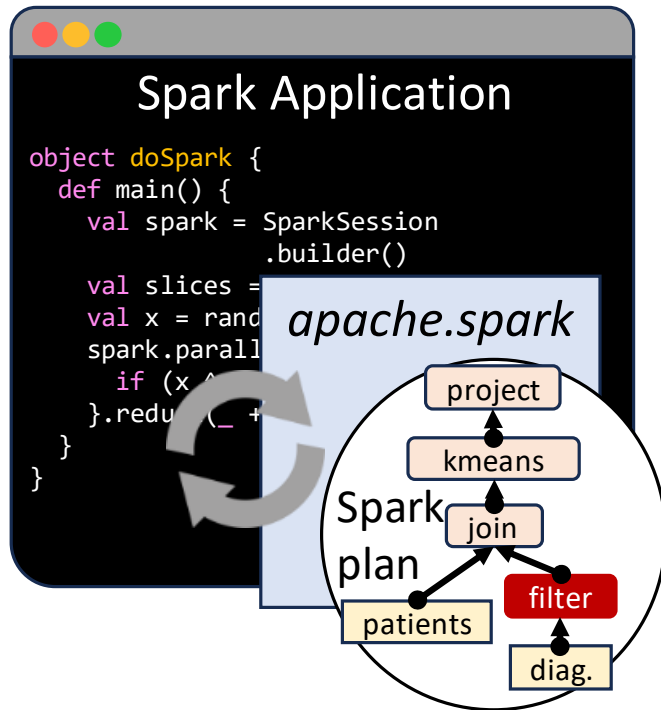 Spark Application
object doSpark {
def main() {
val spark = SparkSession
.builder()
val slices =
val x = rand
spark.parall
if (x ^
}.redu (_ +
}
}
apache.spark
project
kmeans
join
Spark
plan
filter
patients
diag.